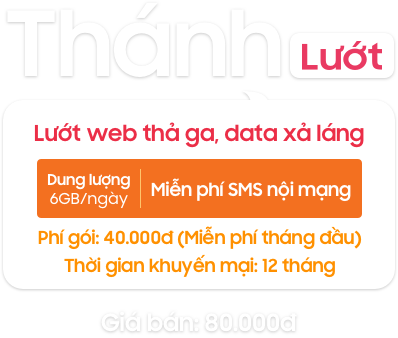 Thánh
Lướt
Lướt web thả ga, data xả láng
Dung lượng
6GB/ngày
Miễn phí SMS nội mạng
Phí gói: 40.000đ (Miễn phí tháng đầu)
Thời gian khuyến mại: 12 tháng
Giá bán: 80.000đ